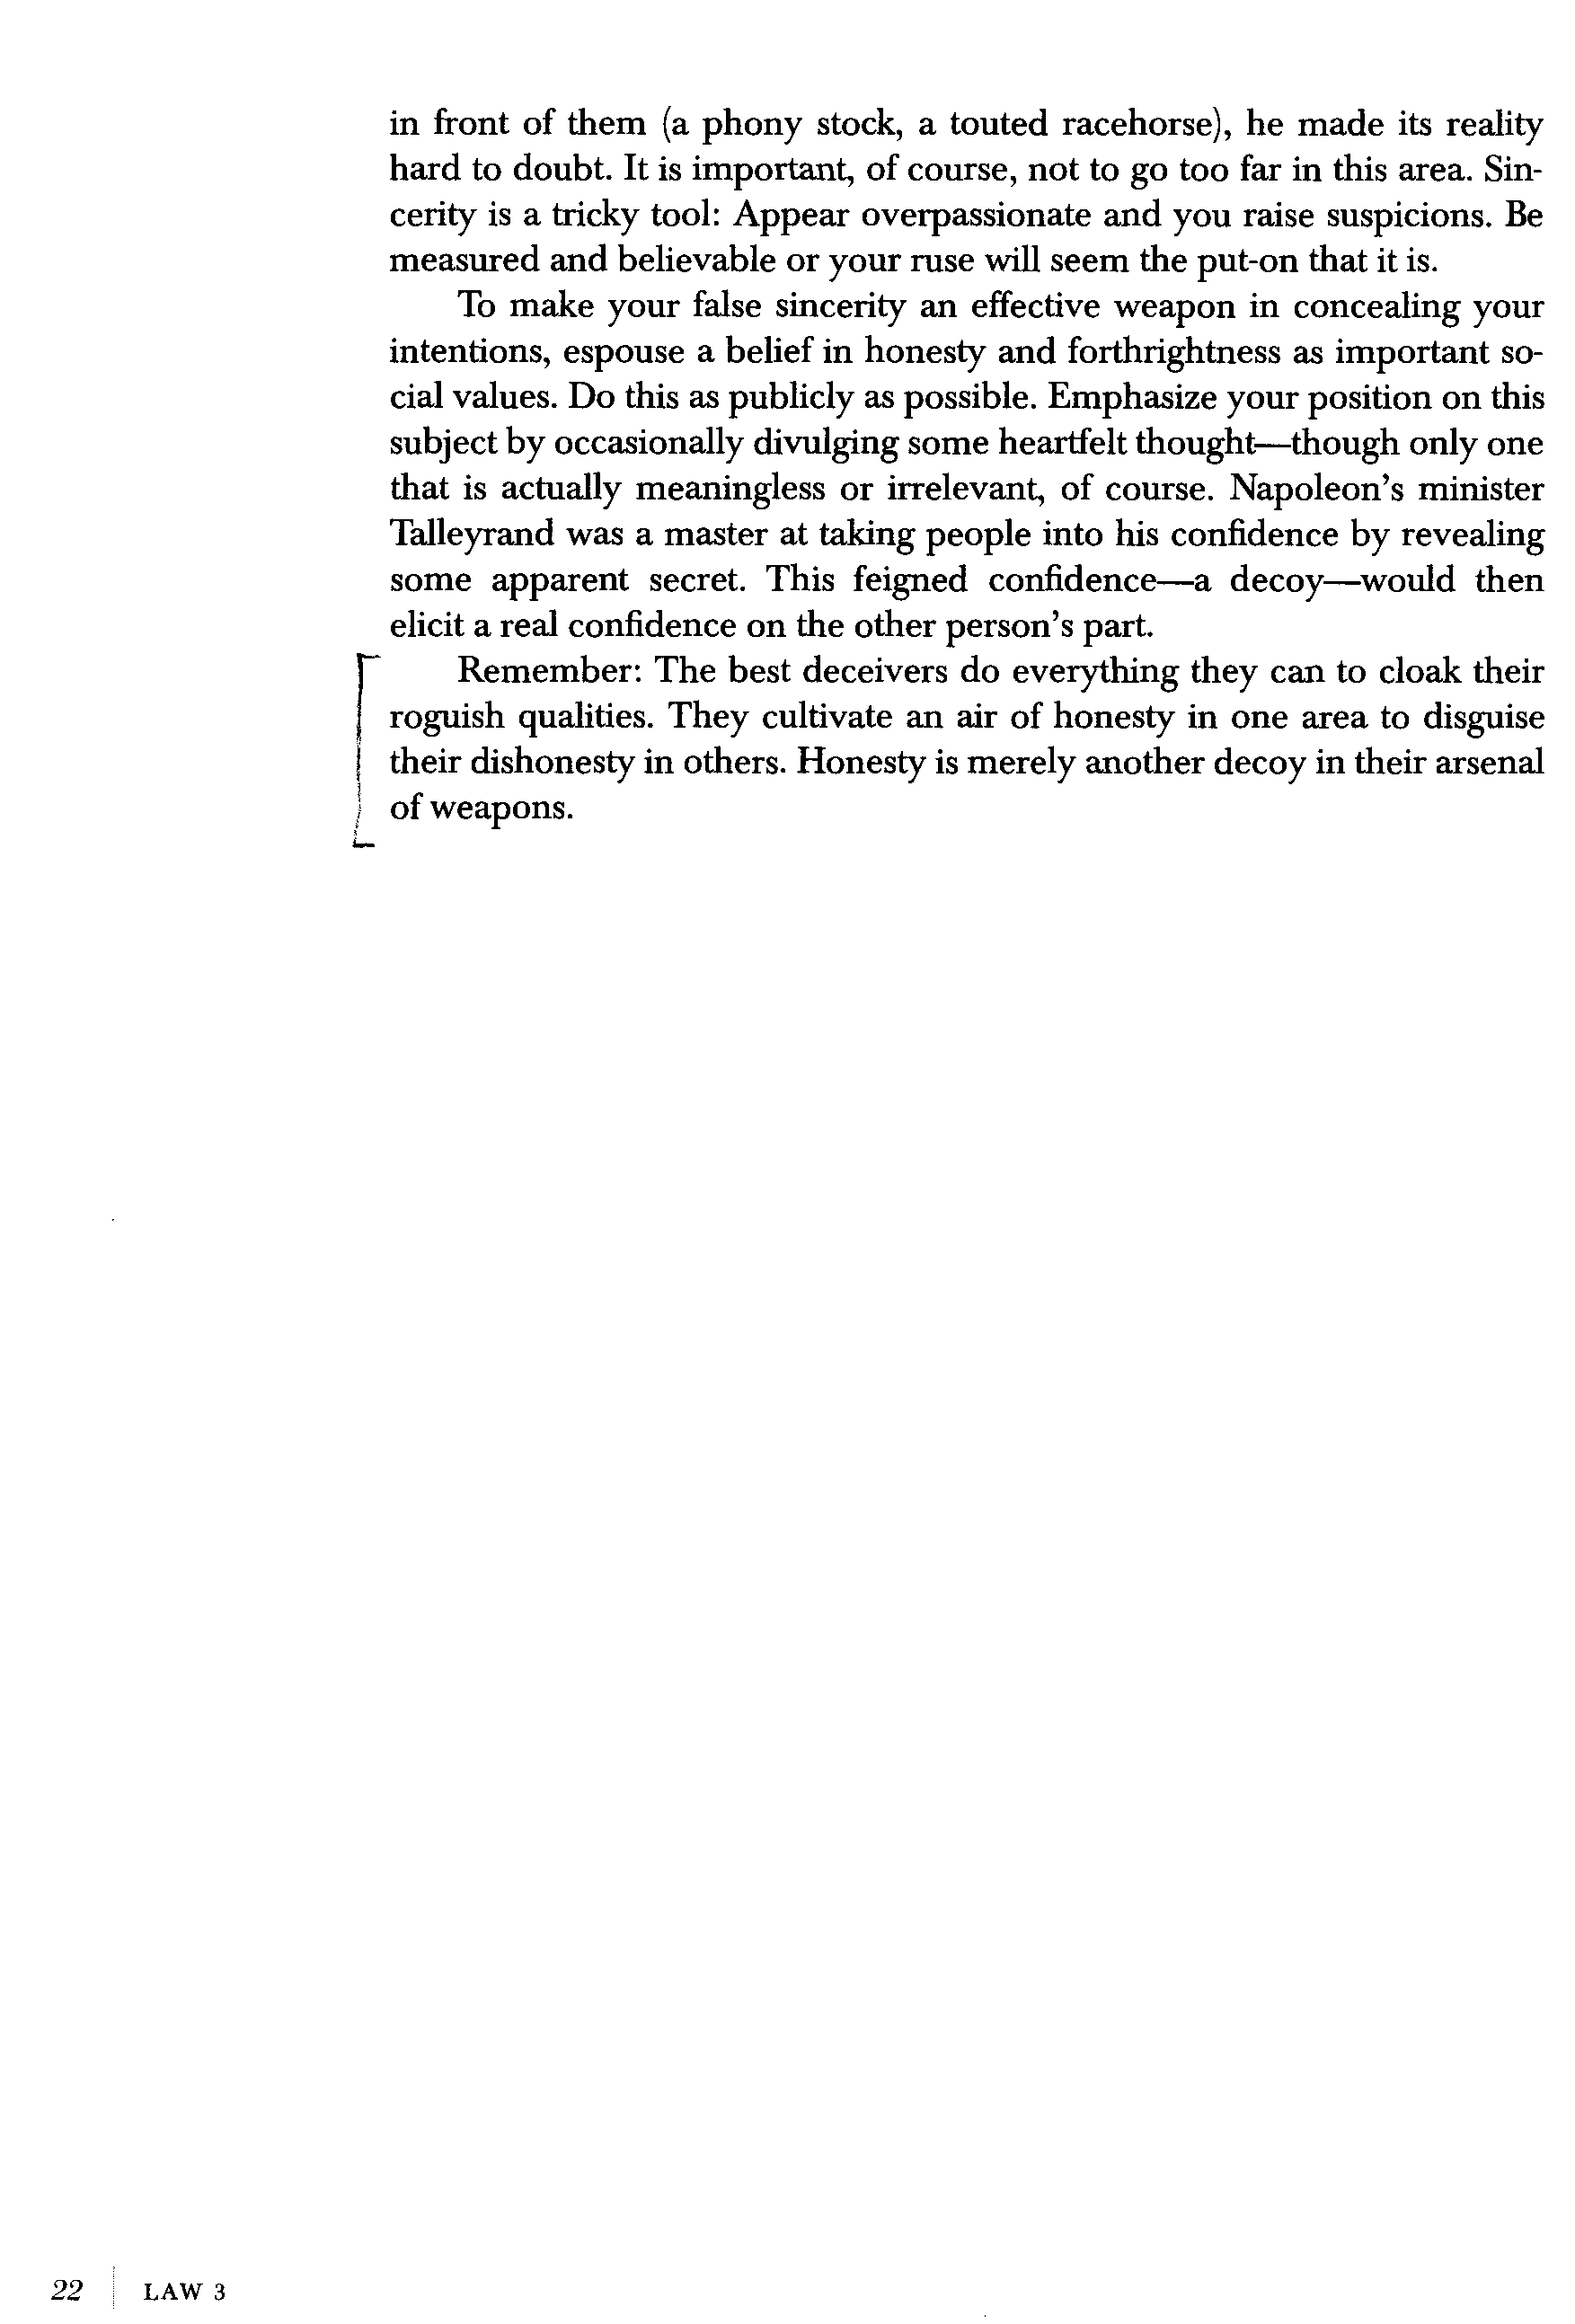 in front of them (a phony stock, a touted racehorse), he made its reality
hard to doubt. It is important, of course, not to go too far in this area. Sin-
cerity is a tricky tool: Appear overpassionate and you raise suspicions. Be
measured and believable or your ruse will seem the put-on that it is.
To make your false sincerity an effective weapon in concealing your
intentions, espouse a belief in honesty and forthrightness as important so-
cial values. Do this as publicly as possible. Emphasize your position on this
subject by occasionally divulging some heartfelt thought—though only one
that is actually meaningless or irrelevant, of course. Napoleon's minister
Talleyrand was a master at taking people into his confidence by revealing
some apparent secret. This feigned confidence—a decoy—would then
elicit a real confidence on the other person's part.
Remember: The best deceivers do everything they can to cloak their
roguish qualities. They cultivate an air of honesty in one area to disguise
their dishonesty in others. Honesty is merely another decoy in their arsenal
of weapons.
22 LAW 3